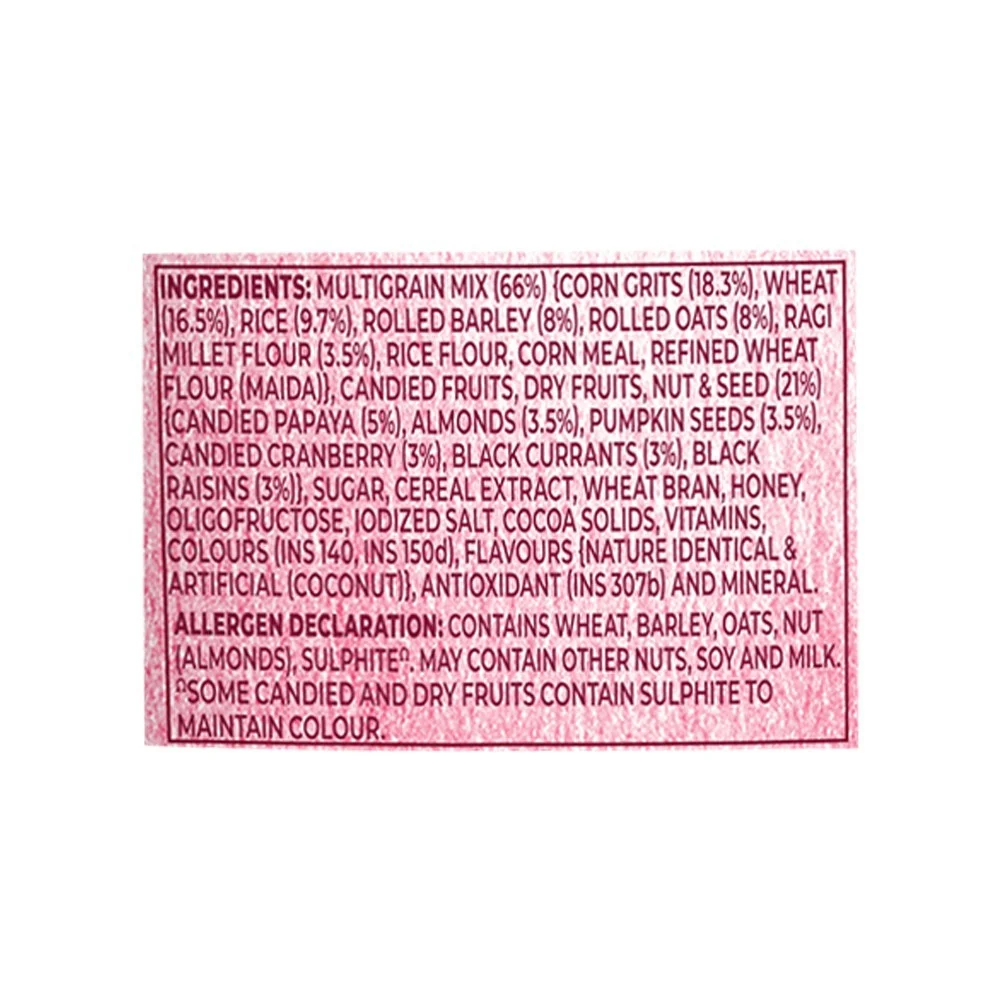 INGREDIENTS: MULTIGRAIN MIX (66%) {CORN GRITS (18.3%), WHEAT
(16.5%), RICE (9.7%), ROLLED BARLEY (8%), ROLLED OATS (8%), RAGI
MILLET FLOUR (3.5%), RICE FLOUR, CORN MEAL, REFINED WHEAT
FLOUR (MAIDA)}, CANDIED FRUITS, DRY FRUITS, NUT & SEED (21%)
{CANDIED PAPAYA (5%), ALMONDS (3.5%), PUMPKIN SEEDS (3.5%),
CANDIED CRANBERRY (3%), BLACK CURRANTS (3%), BLACK
RAISINS (3%)}, SUGAR, CEREAL EXTRACT, WHEAT BRAN, HONEY,
OLIGOFRUCTOSE, IODIZED SALT, COCOA SOLIDS, VITAMINS,
COLOURS (INS 140, INS 150d), FLAVOURS {NATURE IDENTICAL &
ARTIFICIAL (COCONUT)}, ANTIOXIDANT (INS 307b) AND MINERAL.
ALLERGEN DECLARATION: CONTAINS WHEAT, BARLEY, OATS, NUT
(ALMONDS), SULPHITEΩ. MAY CONTAIN OTHER NUTS, SOY AND MILK.
ΩSOME CANDIED AND DRY FRUITS CONTAIN SULPHITE TO
MAINTAIN COLOUR.